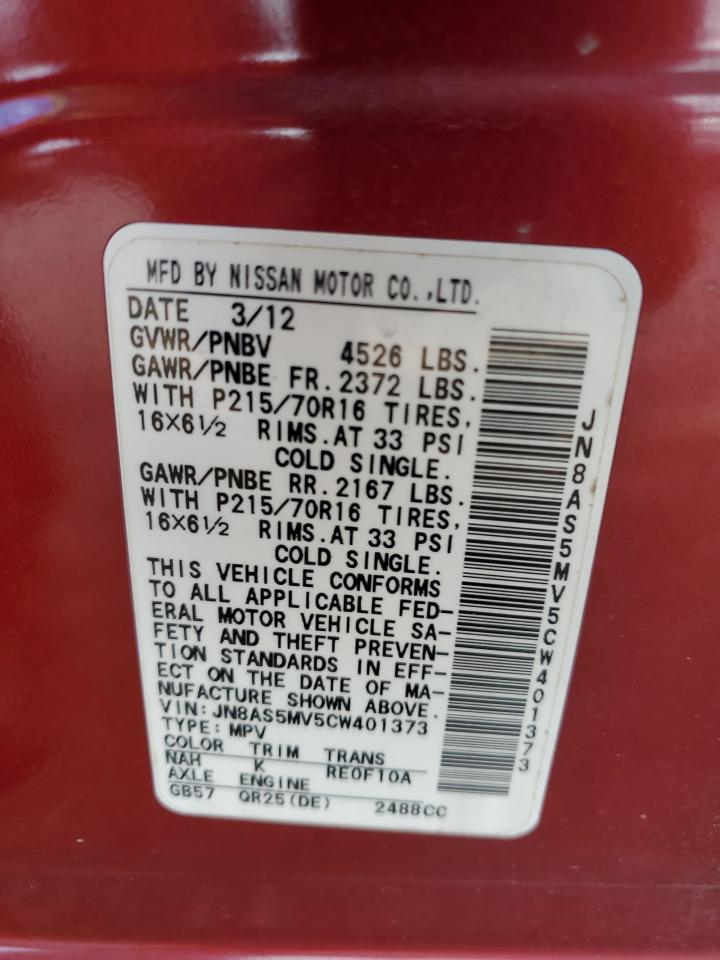 MFD BY NISSAN MOTOR CO.,LTD.
DATE 3/12
GVWR/PNBV 4526 LBS.
GAWR/PNBE FR. 2372 LBS.
WITH P215/70R16 TIRES,
16X6½ RIMS. AT 33 PSI
COLD SINGLE.
GAWR/PNBE RR. 2167 LBS.
WITH P215/70R16 TIRES,
16X6½ RIMS. AT 33 PSI
COLD SINGLE.
THIS VEHICLE CONFORMS
TO ALL APPLICABLE FED-
ERAL MOTOR VEHICLE SA-
FETY AND THEFT PREVEN-
TION STANDARDS IN EFF-
ECT ON THE DATE OF MA-
NUFACTURE SHOWN ABOVE.
VIN: JN8AS5MV5CW401373
TYPE: MPV
COLOR TRIM TRANS
NAH K RE0F10A
AXLE ENGINE
GB57 QR25(DE) 2488CC
JN8AS5MV5CW401373